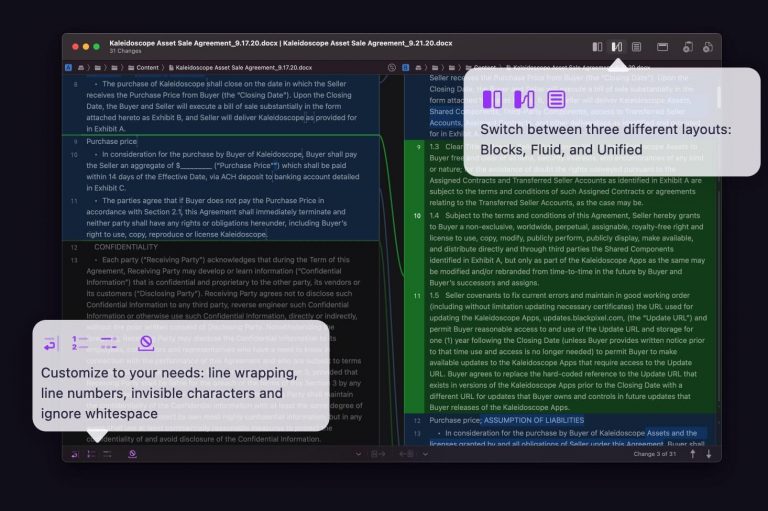 Kaleidoscope Asset Sale Agreement_9.17.20.docx | Kaleidoscope Asset Sale Agreement_9.21.20.docx
31 Changes
A
Content
Kaleidoscope Asset Sale Agreement_9.17.20.docx
B
Content
Kaleidoscope Asset Sale Agreement_9.21.20.docx
8 • The purchase of Kaleidoscope shall close on the date in which the Seller
receives the Purchase Price from Buyer (the “Closing Date”). Upon the
Closing Date, the Buyer and Seller will execute a bill of sale substantially in the
form attached hereto as Exhibit B, and Seller will deliver Kaleidoscope as provided
for in Exhibit A.
9 Purchase price
10 • In consideration for the purchase by Buyer of Kaleidoscope, Buyer shall pay
the Seller an aggregate of $________ (“Purchase Price”) which shall be paid
within 14 days of the Effective Date, via ACH deposit to banking account detailed
in Exhibit C.
11 • The parties agree that if Buyer does not pay the Purchase Price in
accordance with Section 2.1, this Agreement shall immediately terminate and
neither party shall have any rights or obligations hereunder, including Buyer’s
right to use, copy, reproduce or license Kaleidoscope.
12 CONFIDENTIALITY
13 • Each party (“Receiving Party”) acknowledges that during the Term of this
Agreement, Receiving Party may develop or learn information (“Confidential
Information”) that is confidential and proprietary to the other party, its vendors or
its customers (“Disclosing Party”). Receiving Party agrees not to disclose such
Confidential Information to any third party, reverse engineer such Confidential
Information or otherwise use such Confidential Information, directly or indirectly,
confidentiality of and avoid disclosure of the Confidential Information.
Customize to your needs: line wrapping,
line numbers, invisible characters and
ignore whitespace
Seller receives the Purchase Price from Buyer (the “Closing Date”). Upon the
Closing Date, the Buyer
form attached
Shared Components
Accounts
for in Exhibit
9 1.3 Clear
Buyer free
or nature
Assigned Contracts and Transferred Seller Accounts as identified in Exhibit A are
subject to the terms and conditions of such Assigned Contracts or agreements
relating to the Transferred Seller Accounts, as the case may be.
10 1.4 Subject to the terms and conditions of this Agreement, Seller hereby grants
to Buyer a non-exclusive, worldwide, perpetual, assignable, royalty-free right and
license to use, copy, modify, publicly perform, publicly display, make available,
and distribute directly and through third parties the Shared Components
identified in Exhibit A, but only as part of the Kaleidoscope Apps as the same may
be modified and/or rebranded from time-to-time in the future by Buyer and
Buyer’s successors and assigns.
11 1.5 Seller covenants to fix current errors and maintain in good working order
(including without limitation updating necessary certificates) the URL used for
updating the Kaleidoscope Apps, updates.blackpixel.com, (the “Update URL”) and
permit Buyer reasonable access to and use of the Update URL and storage for
one (1) year following the Closing Date (unless Buyer provides written notice prior
to that time use and access is no longer needed) to permit Buyer to make
available updates to the Kaleidoscope Apps that require access to the Update
URL. Buyer agrees to replace the hard-coded reference to the Update URL that
exists in versions of the Kaleidoscope Apps prior to the Closing Date with a
different URL for updates that Buyer owns and controls in future updates that
Buyer releases of the Kaleidoscope Apps.
12 Purchase price; ASSUMPTION OF LIABILITIES
13 • In consideration for the purchase by Buyer of Kaleidoscope Assets and the
licenses granted by and all obligations of Seller under this Agreement, Buyer shall
Switch between three different layouts:
Blocks, Fluid, and Unified
Change 3 of 31